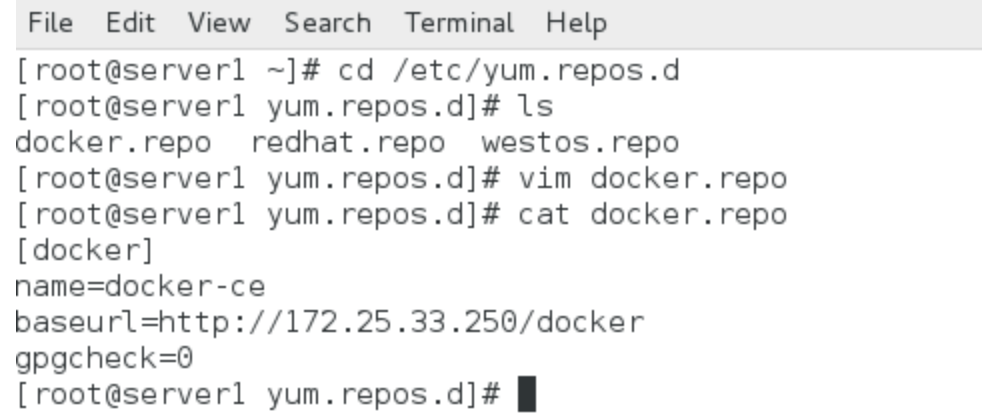 File Edit View Search Terminal Help
[root@server1 ~]# cd /etc/yum.repos.d
[root@server1 yum.repos.d]# ls
docker.repo  redhat.repo  westos.repo
[root@server1 yum.repos.d]# vim docker.repo
[root@server1 yum.repos.d]# cat docker.repo
[docker]
name=docker-ce
baseurl=http://172.25.33.250/docker
gpgcheck=0
[root@server1 yum.repos.d]#